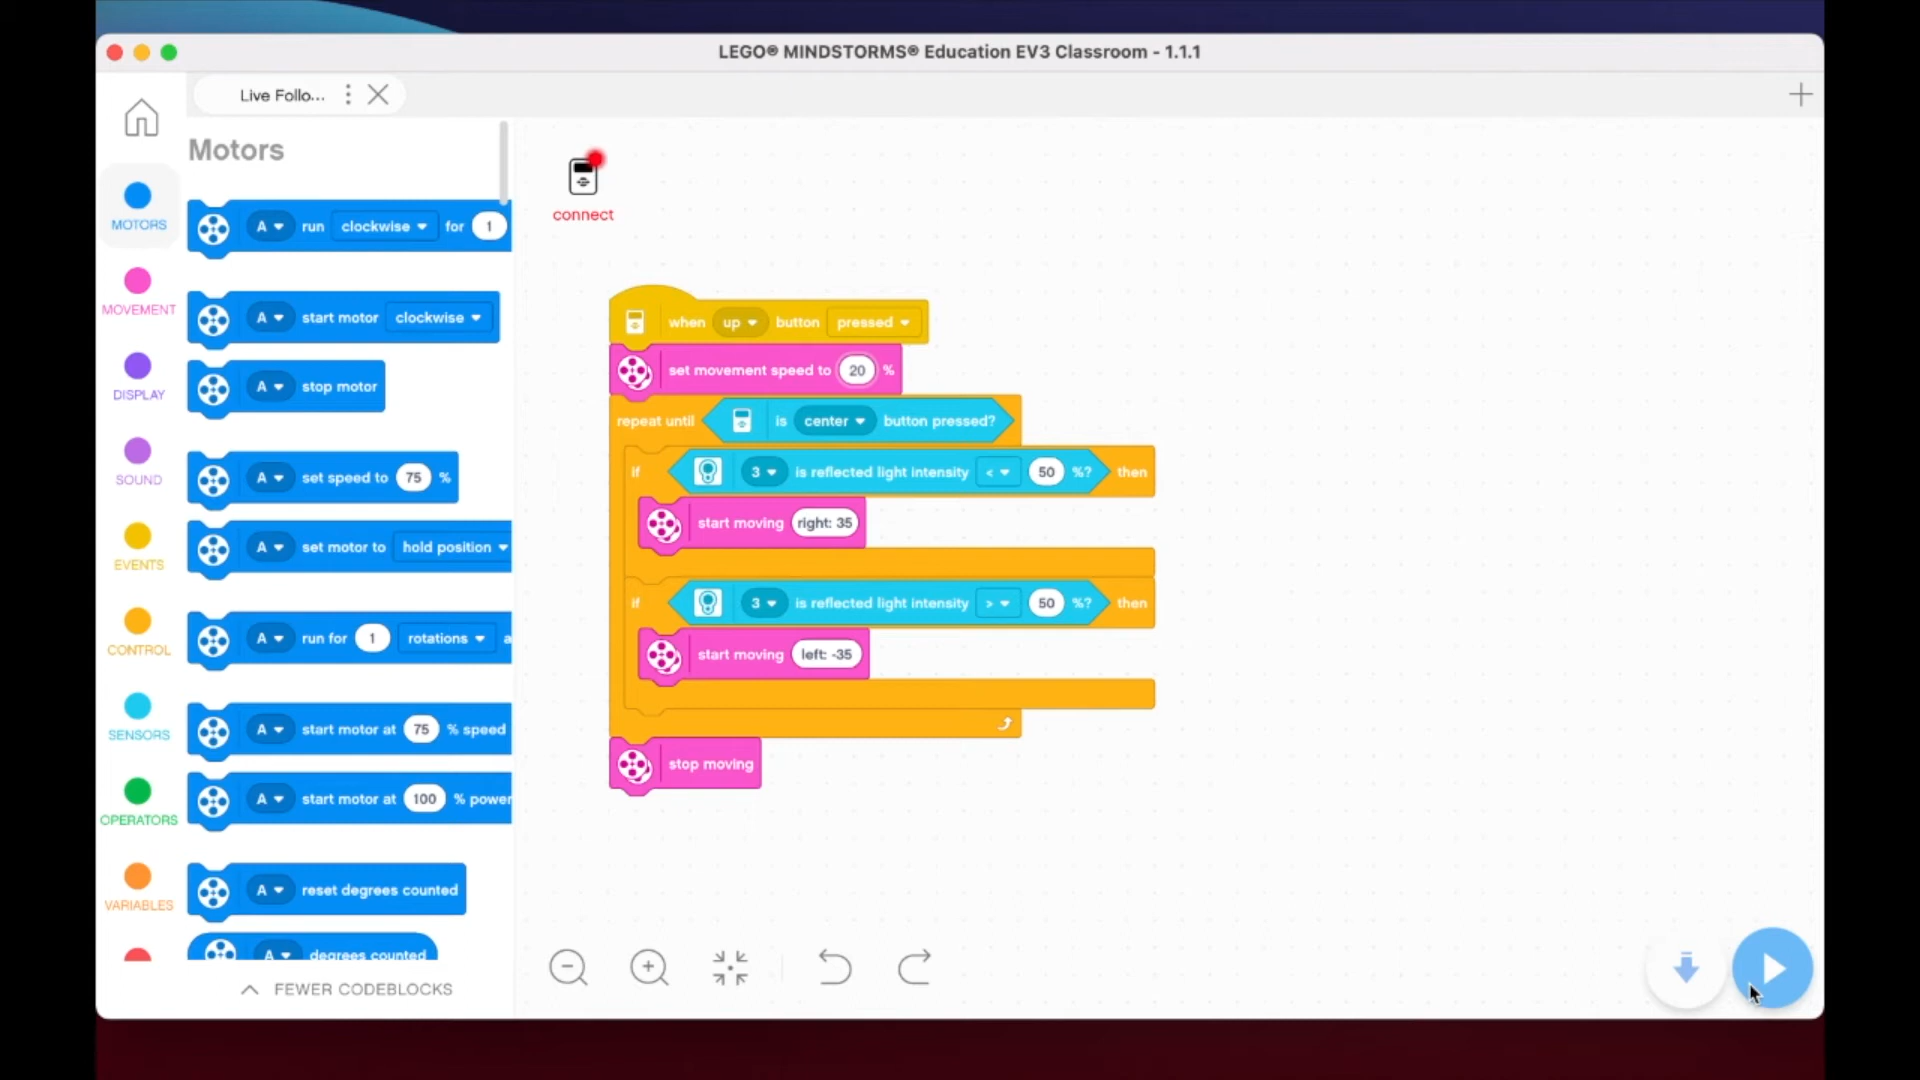 LEGO® MINDSTORMS® Education EV3 Classroom - 1.1.1
Live Follo...
Motors
MOTORS
MOVEMENT
DISPLAY
SOUND
EVENTS
CONTROL
SENSORS
OPERATORS
VARIABLES
A run clockwise for 1
A start motor clockwise
A stop motor
A set speed to 75 %
A set motor to hold position
A run for 1 rotations a
A start motor at 75 % speed
A start motor at 100 % power
A reset degrees counted
A degrees counted
FEWER CODEBLOCKS
connect
when up button pressed
set movement speed to 20 %
repeat until is center button pressed?
if 3 is reflected light intensity < 50 %? then
start moving right: 35
if 3 is reflected light intensity > 50 %? then
start moving left: -35
stop moving